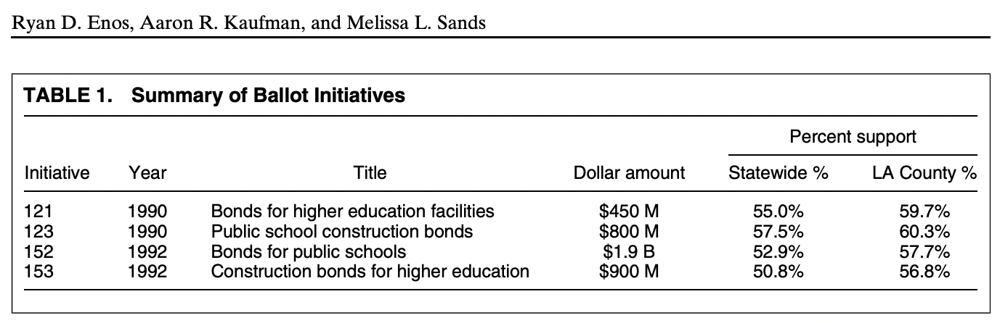 Ryan D. Enos, Aaron R. Kaufman, and Melissa L. Sands
TABLE 1. Summary of Ballot Initiatives
Percent support
Initiative Year Title Dollar amount Statewide % LA County %
121 1990 Bonds for higher education facilities $450 M 55.0% 59.7%
123 1990 Public school construction bonds $800 M 57.5% 60.3%
152 1992 Bonds for public schools $1.9 B 52.9% 57.7%
153 1992 Construction bonds for higher education $900 M 50.8% 56.8%